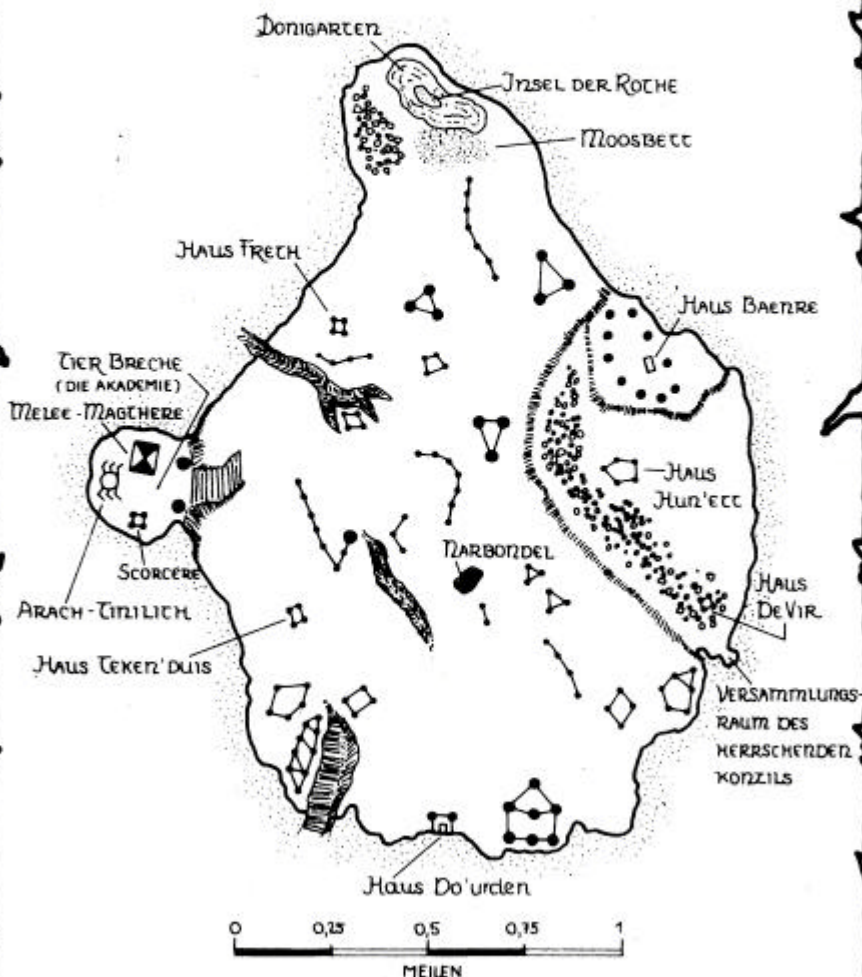 Donigarten
Insel der Rothe
Moosbett
Haus Freth
Haus Baenre
Tier Breche
(die Akademie)
Melee-Magthere
Haus
Hun'ett
Narbondel
Scorcere
Haus
DeVir
Arach-Tinilith
Haus Teken'duis
Versammlungs-
raum des
herrschenden
Konzils
Haus Do'urden
0 0,25 0,5 0,75 1
Meilen